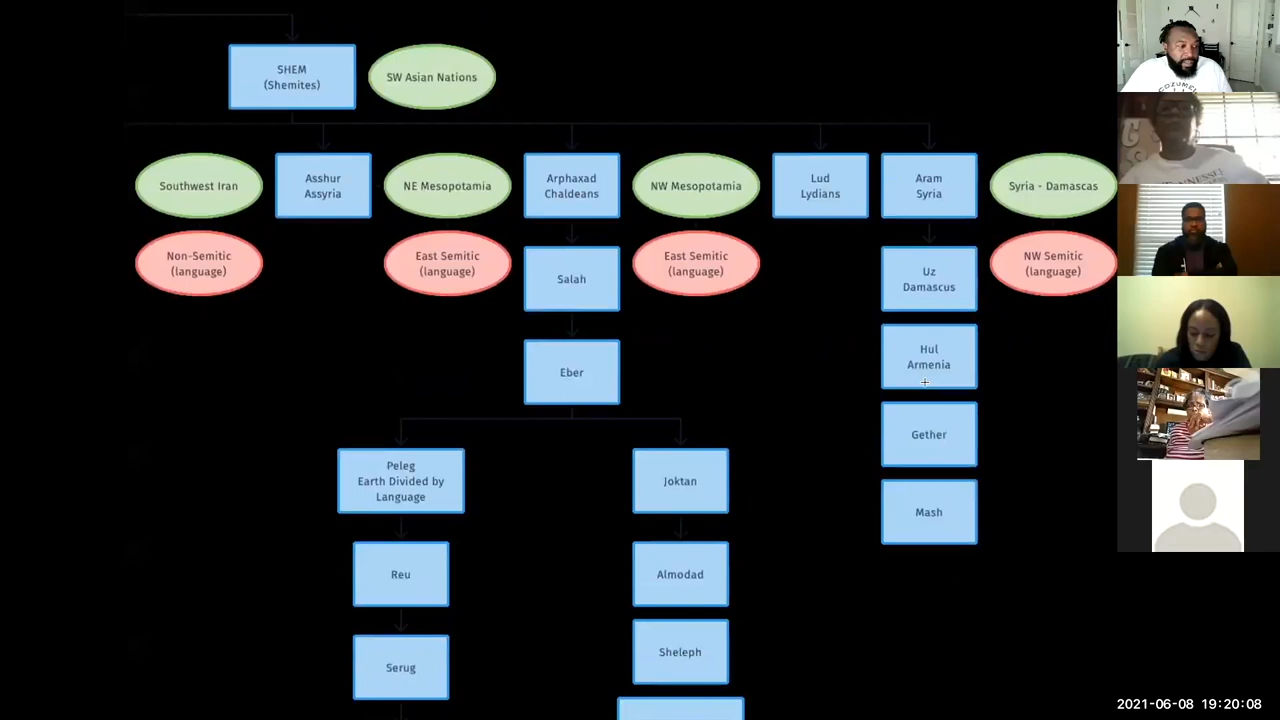 SHEM
(Shemites)
SW Asian Nations
Southwest Iran
Asshur
Assyria
NE Mesopotamia
Arphaxad
Chaldeans
NW Mesopotamia
Lud
Lydians
Aram
Syria
Syria - Damascas
Non-Semitic
(language)
East Semitic
(language)
Salah
East Semitic
(language)
Uz
Damascus
NW Semitic
(language)
Hul
Armenia
Eber
Gether
Peleg
Earth Divided by
Language
Joktan
Mash
Reu
Almodad
Sheleph
Serug
2021-06-08 19:20:08